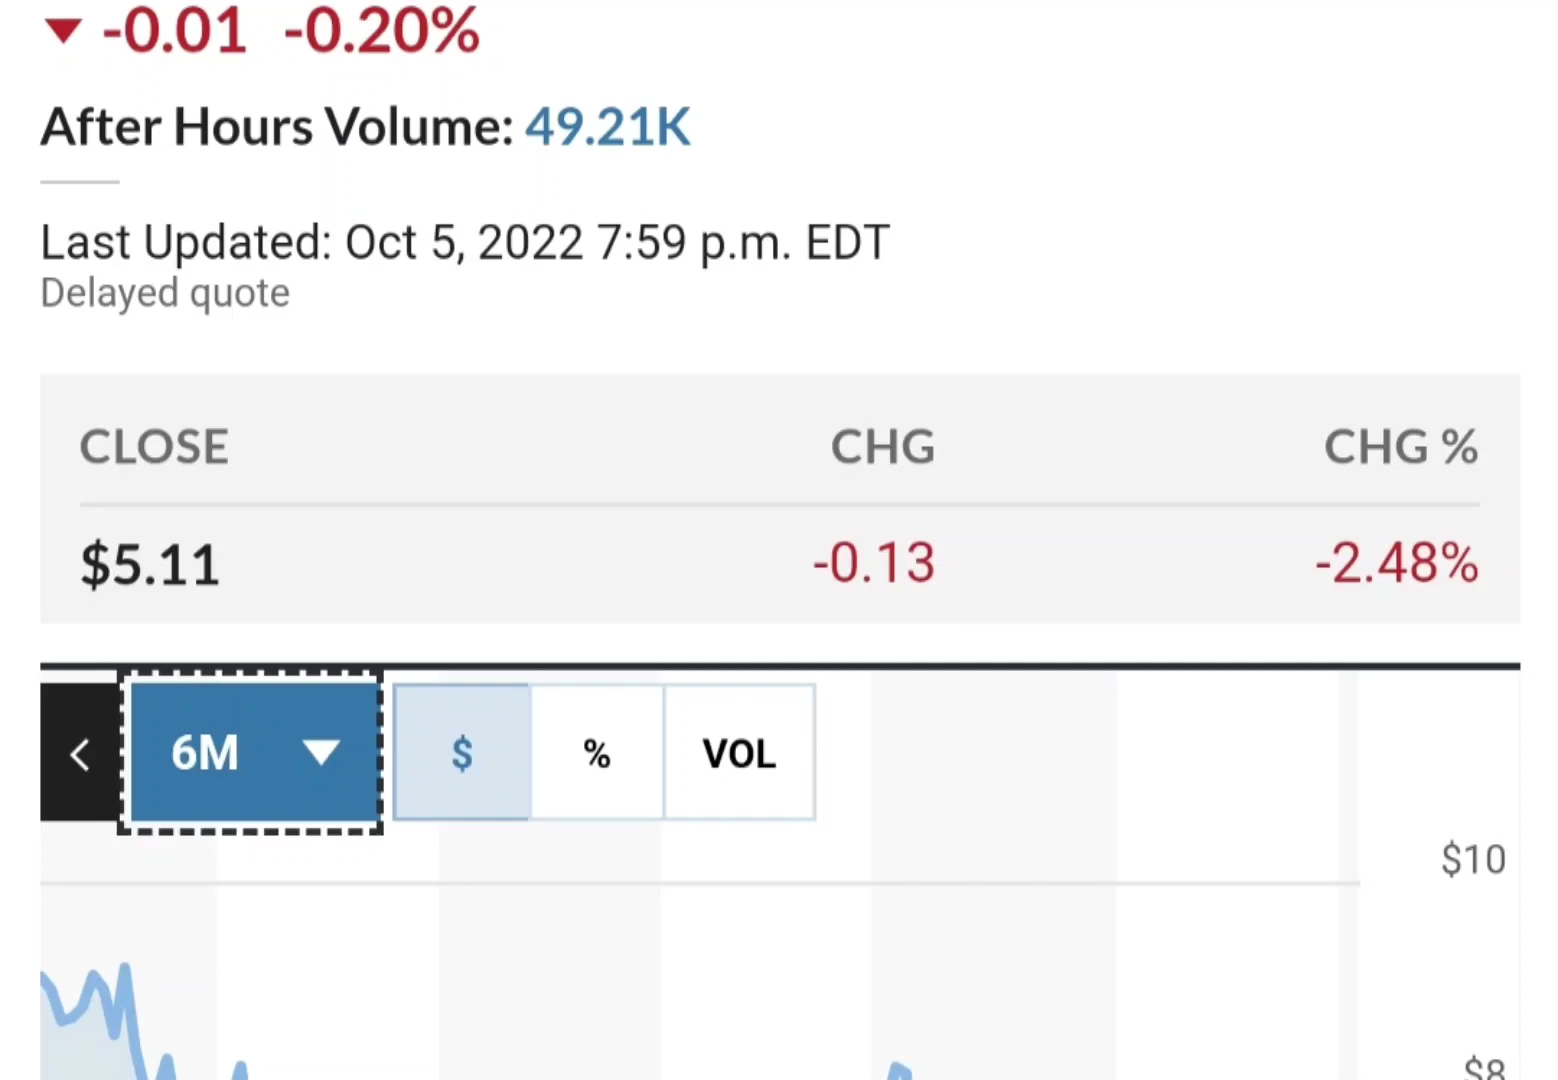 -0.01 -0.20%
After Hours Volume: 49.21K
Last Updated: Oct 5, 2022 7:59 p.m. EDT
Delayed quote
CLOSE CHG CHG %
$5.11 -0.13 -2.48%
6M $ % VOL
$10
$8